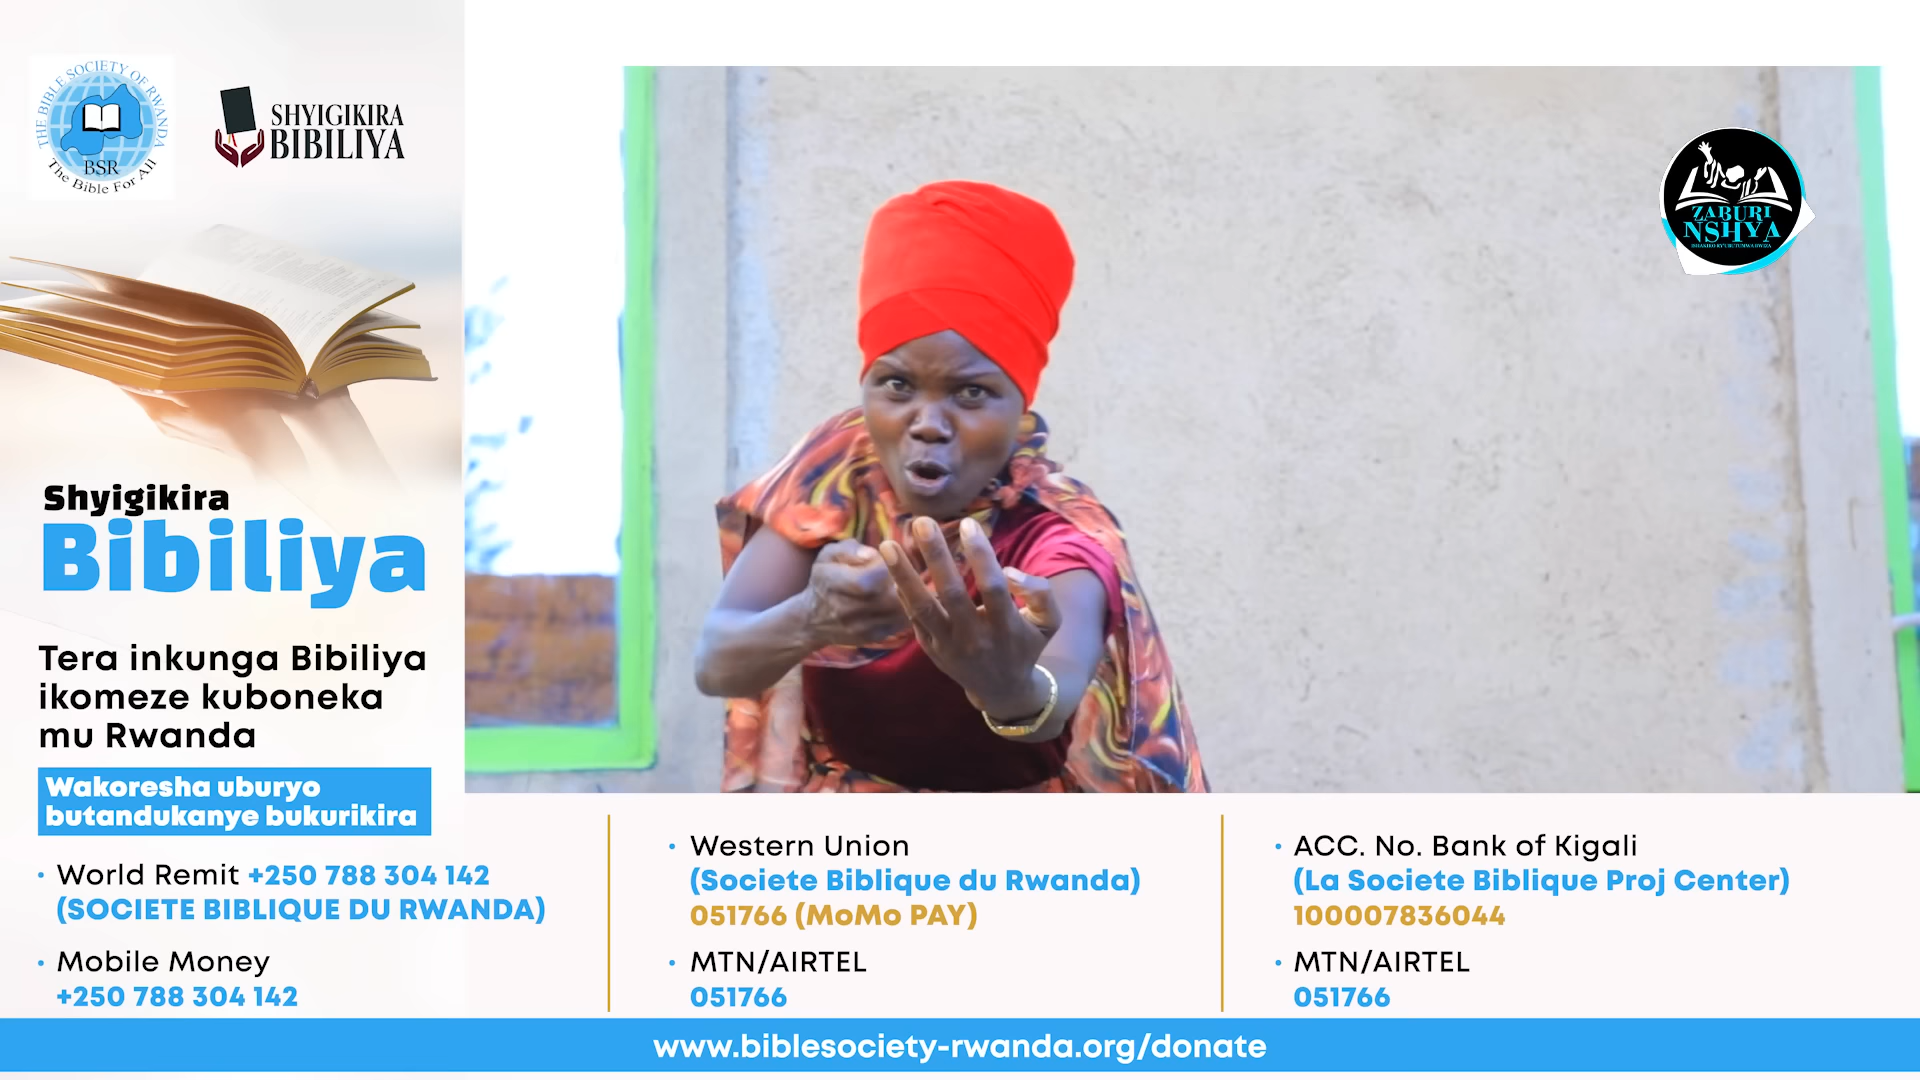 THE BIBLE SOCIETY OF RWANDA
BSR
The Bible For All
SHYIGIKIRA
BIBILIYA
ZABURI
NSHYA
Shyigikira
Bibiliya
Tera inkunga Bibiliya
ikomeze kuboneka
mu Rwanda
Wakoresha uburyo
butandukanye bukurikira
• World Remit +250 788 304 142
(SOCIETE BIBLIQUE DU RWANDA)
• Mobile Money
+250 788 304 142
• Western Union
(Societe Biblique du Rwanda)
051766 (MoMo PAY)
• MTN/AIRTEL
051766
• ACC. No. Bank of Kigali
(La Societe Biblique Proj Center)
100007836044
• MTN/AIRTEL
051766
www.biblesociety-rwanda.org/donate